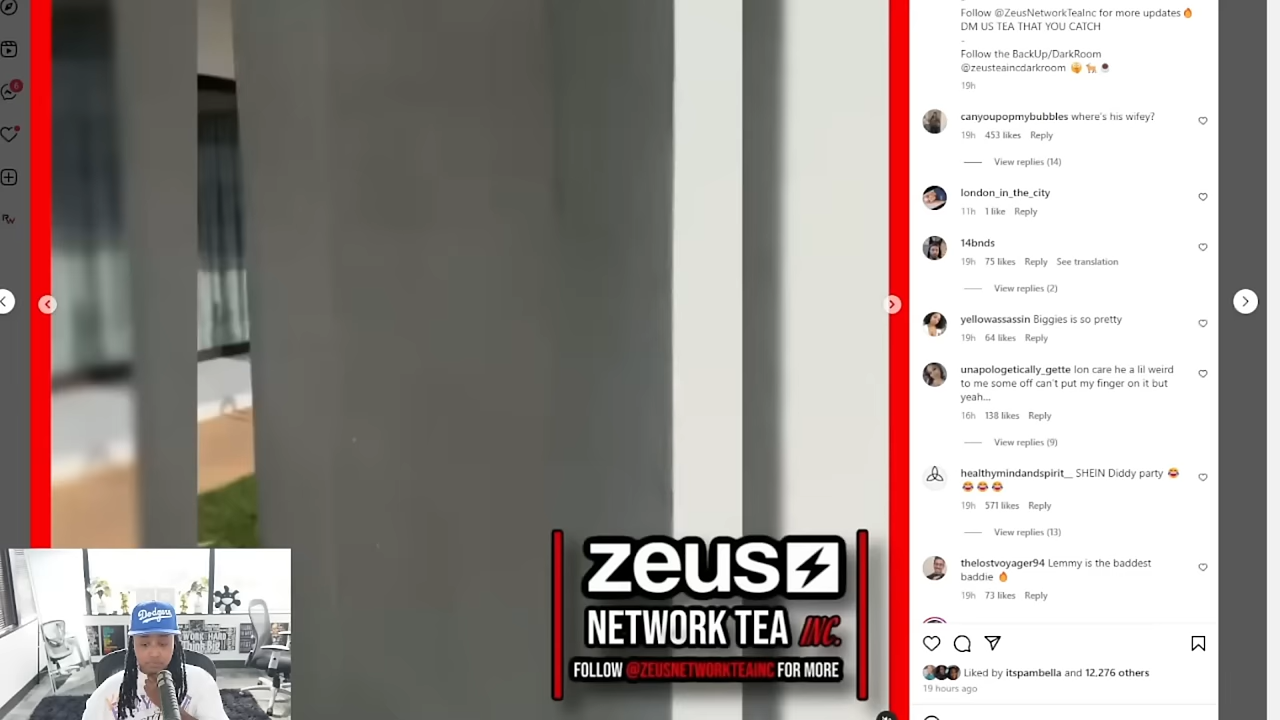 Follow @ZeusNetworkTeaInc for more updates🔥
DM US TEA THAT YOU CATCH
-
Follow the BackUp/DarkRoom
@zeusteaincdarkroom
19h
canyoupopmybubbles where's his wifey?
19h 453 likes Reply
View replies (14)
london_in_the_city
11h 1 like Reply
14bnds
19h 75 likes Reply See translation
View replies (2)
yellowassassin Biggies is so pretty
19h 64 likes Reply
unapologetically_gette Ion care he a lil weird
to me some off can't put my finger on it but
yeah...
16h 138 likes Reply
View replies (9)
healthymindandspirit__ SHEIN Diddy party 😂
😂😂😂
19h 571 likes Reply
View replies (13)
thelostvoyager94 Lemmy is the baddest
baddie 🔥
19h 73 likes Reply
Liked by itspambella and 12,276 others
19 hours ago
zeus
NETWORK TEA INC.
FOLLOW @ZEUSNETWORKTEAINC FOR MORE
Dodgers
WORK HARD